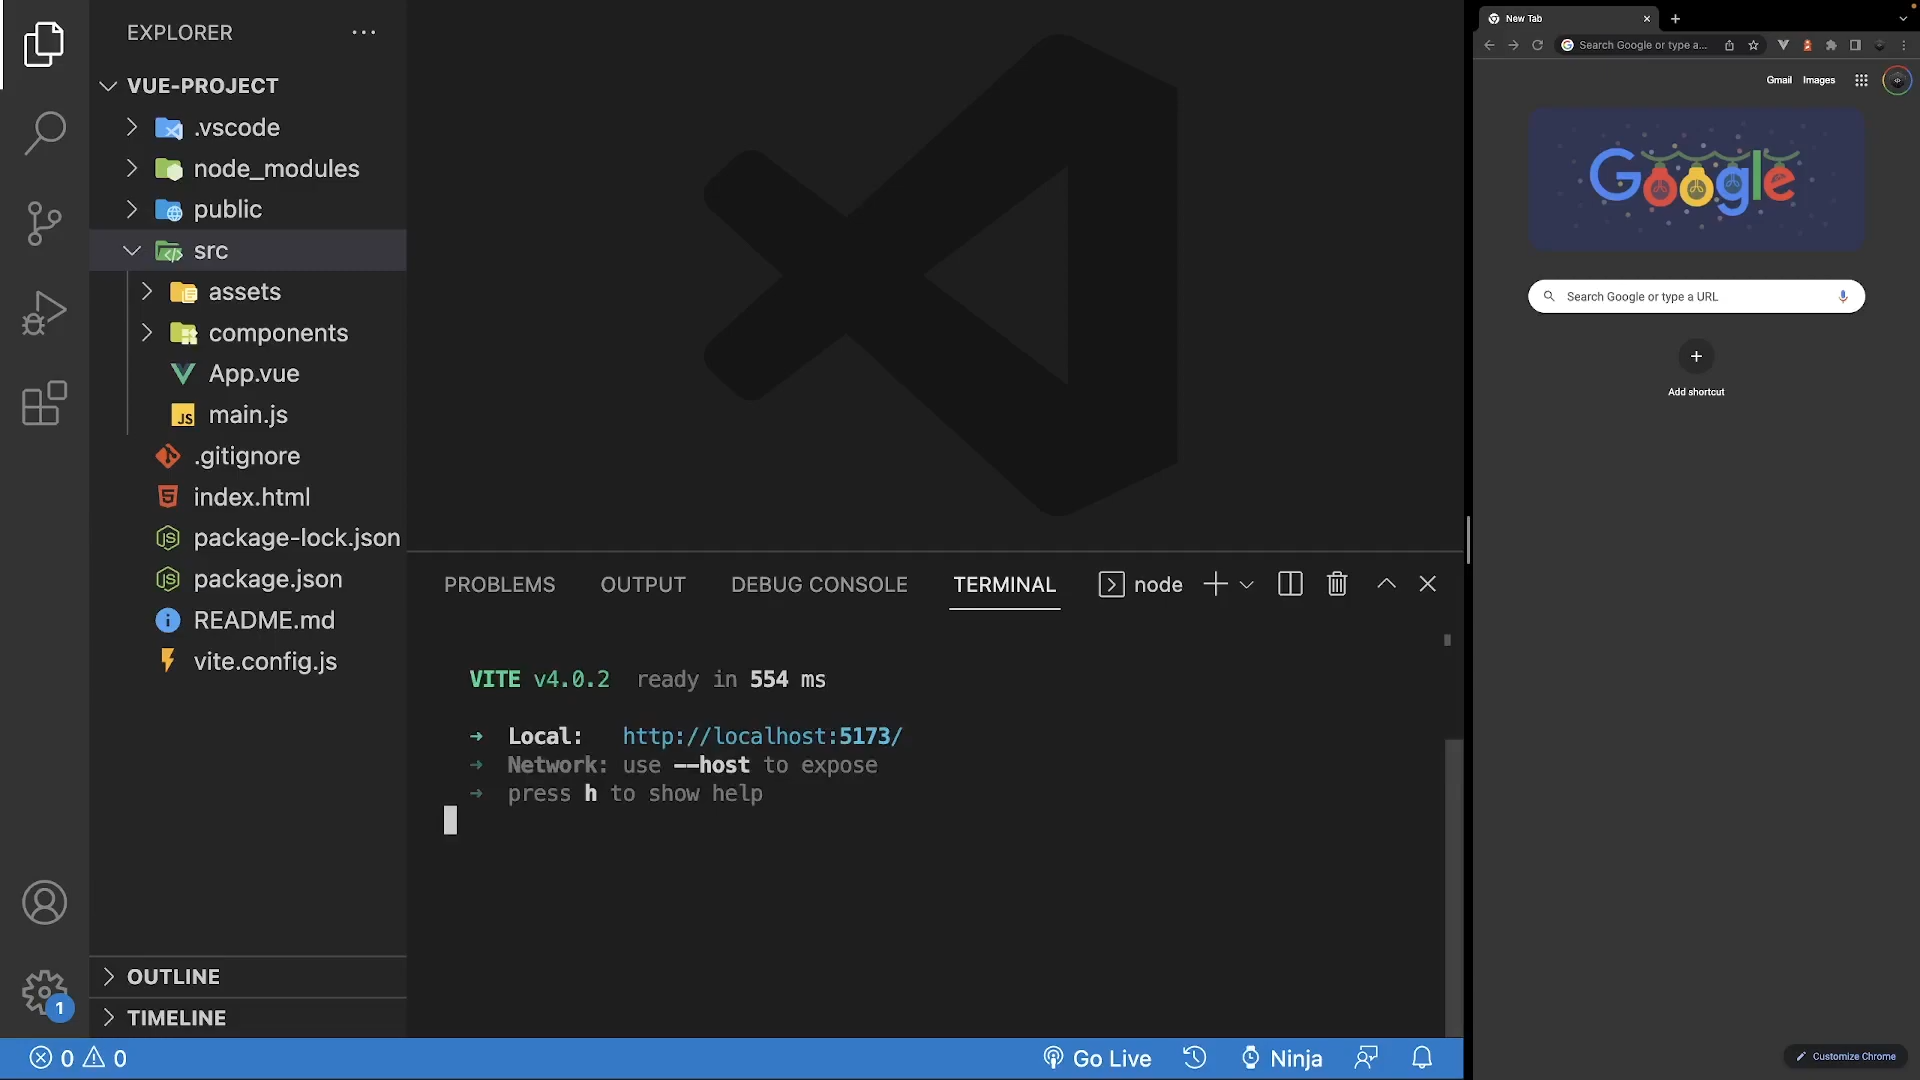 EXPLORER
VUE-PROJECT
.vscode
node_modules
public
src
assets
components
App.vue
JS main.js
.gitignore
index.html
package-lock.json
package.json
README.md
vite.config.js
OUTLINE
TIMELINE
1
0 0
PROBLEMS OUTPUT DEBUG CONSOLE TERMINAL node
VITE v4.0.2 ready in 554 ms
➜ Local: http://localhost:5173/
➜ Network: use --host to expose
➜ press h to show help
Go Live Ninja
New Tab
Search Google or type a...
Gmail Images
Google
Search Google or type a URL
Add shortcut
Customize Chrome